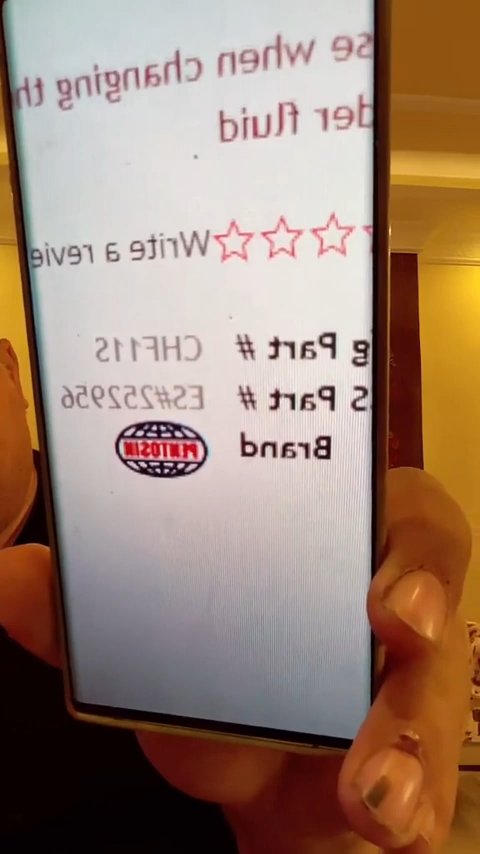 se when changing th
der fluid
Write a revie
g Part # CHF11S
S Part # ES#252956
Brand PENTOSIN